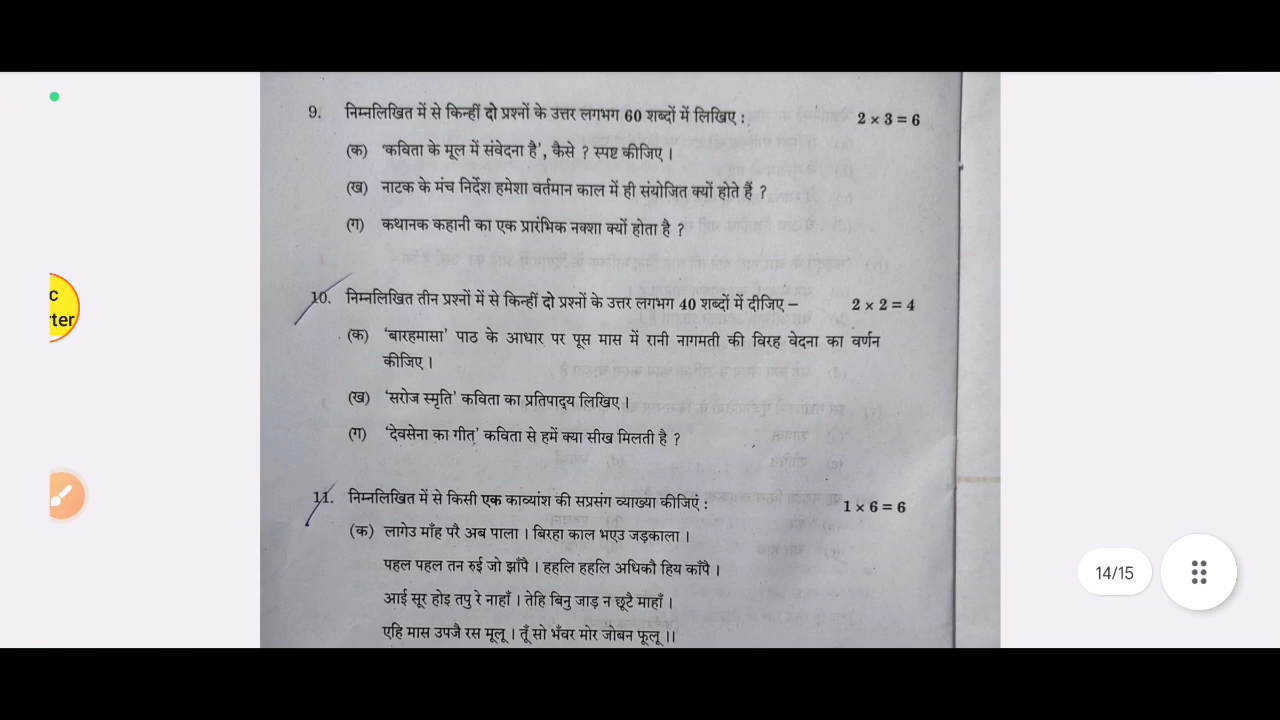 9. निम्नलिखित में से किन्हीं दो प्रश्नों के उत्तर लगभग 60 शब्दों में लिखिए : 2 × 3 = 6
(क) 'कविता के मूल में संवेदना है', कैसे ? स्पष्ट कीजिए ।
(ख) नाटक के मंच निर्देश हमेशा वर्तमान काल में ही संयोजित क्यों होते हैं ?
(ग) कथानक कहानी का एक प्रारंभिक नक्शा क्यों होता है ?
10. निम्नलिखित तीन प्रश्नों में से किन्हीं दो प्रश्नों के उत्तर लगभग 40 शब्दों में दीजिए – 2 × 2 = 4
(क) 'बारहमासा' पाठ के आधार पर पूस मास में रानी नागमती की विरह वेदना का वर्णन
कीजिए ।
(ख) 'सरोज स्मृति' कविता का प्रतिपाद्य लिखिए ।
(ग) 'देवसेना का गीत' कविता से हमें क्या सीख मिलती है ?
11. निम्नलिखित में से किसी एक काव्यांश की सप्रसंग व्याख्या कीजिएं : 1 × 6 = 6
(क) लागेउ माँह परै अब पाला । बिरहा काल भएउ जड़काला ।
पहल पहल तन रुई जो झाँपै । हहलि हहलि अधिकौ हिय काँपै ।
आई सूर होइ तपु रे नाहाँ । तेहि बिनु जाड़ न छूटै माहाँ ।
एहि मास उपजै रस मूलू । तूँ सो भँवर मोर जोबन फूलू ।।
c
ter
14/15